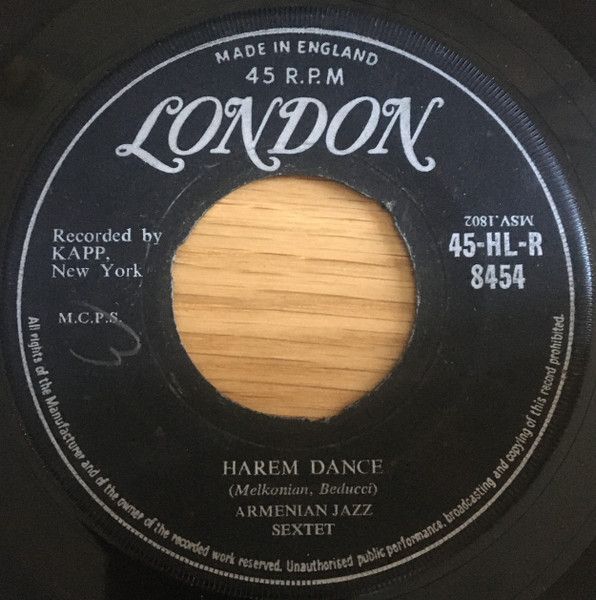 MADE IN ENGLAND
45 R.P.M
LONDON
MSV.1802
Recorded by
KAPP,
New York
45-HL-R
8454
M.C.P.S.
HAREM DANCE
(Melkonian, Beducci)
ARMENIAN JAZZ
SEXTET
All rights of the Manufacturer and of the owner of the recorded work reserved. Unauthorised public performance, broadcasting and copying of this record prohibited.